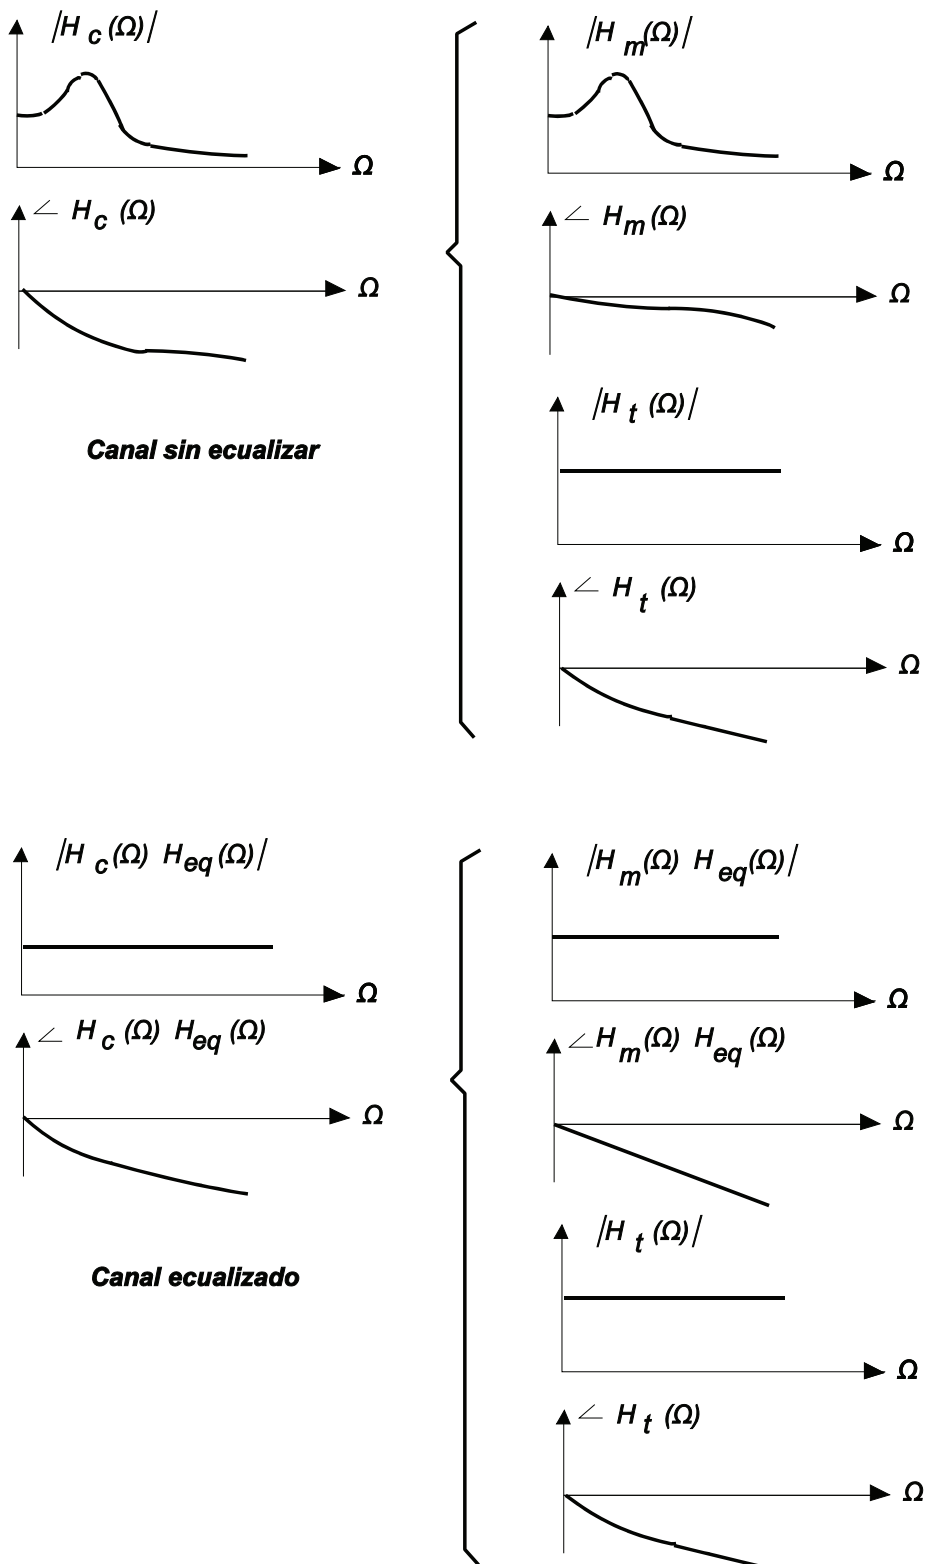 |H c (Ω)|
Ω
∠ H c (Ω)
Ω
Canal sin ecualizar
|H m(Ω)|
Ω
∠ H m (Ω)
Ω
|H t (Ω)|
Ω
∠ H t (Ω)
Ω
|H c (Ω) H eq (Ω)|
Ω
∠ H c (Ω) H eq (Ω)
Ω
Canal ecualizado
|H m (Ω) H eq (Ω)|
Ω
∠ H m (Ω) H eq (Ω)
Ω
|H t (Ω)|
Ω
∠ H t (Ω)
Ω